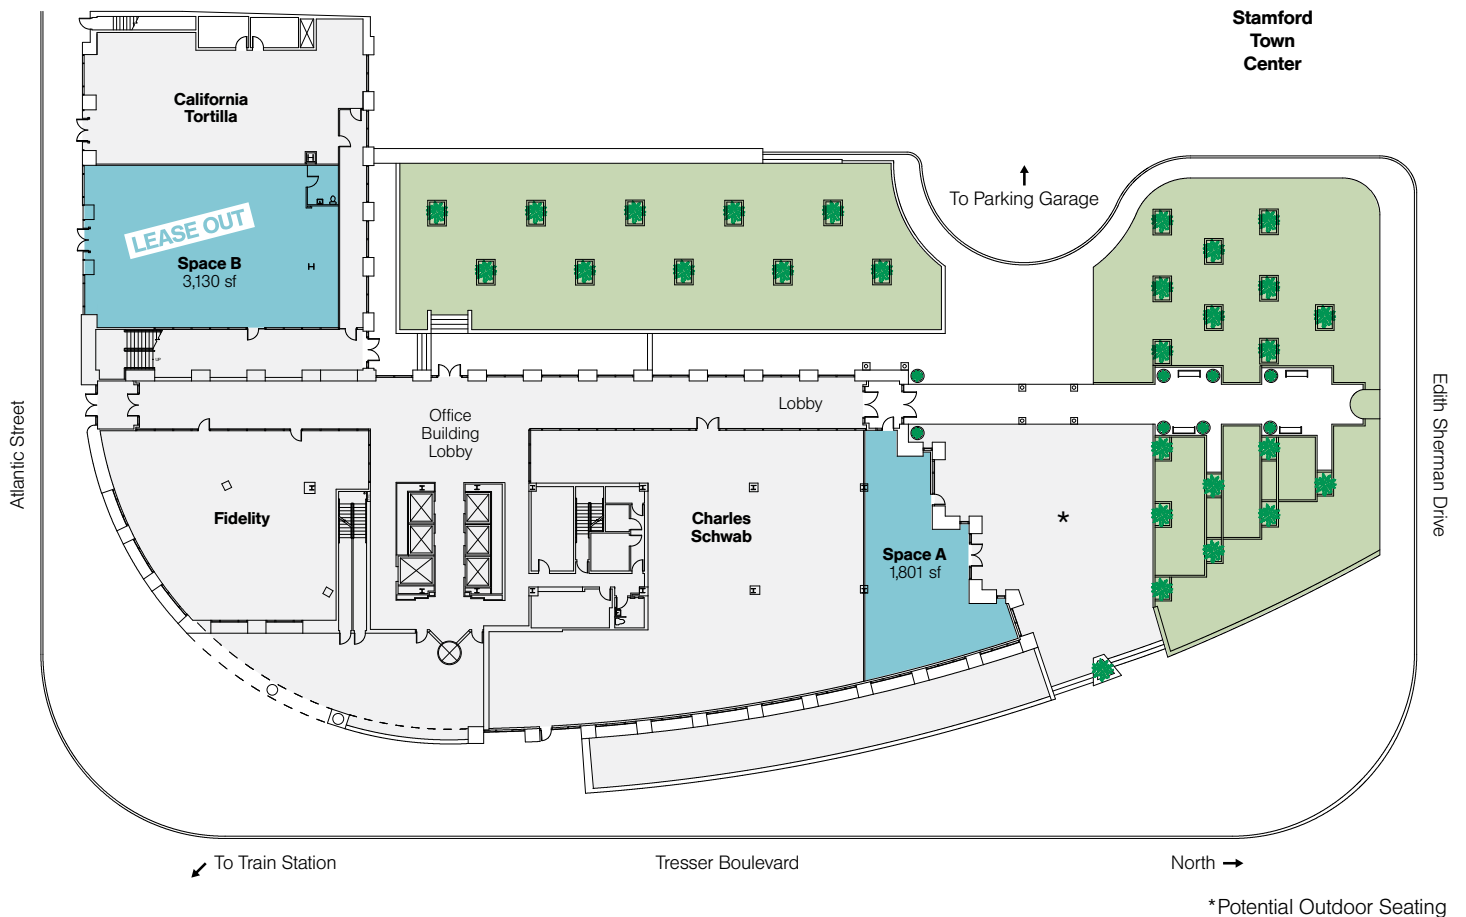 Stamford
Town
Center
California
Tortilla
To Parking Garage
LEASE OUT
Space B
3,130 sf
UP
Atlantic Street
Office
Building
Lobby
Lobby
Edith Sherman Drive
Fidelity
Charles
Schwab
*
Space A
1,801 sf
To Train Station
Tresser Boulevard
North
*Potential Outdoor Seating